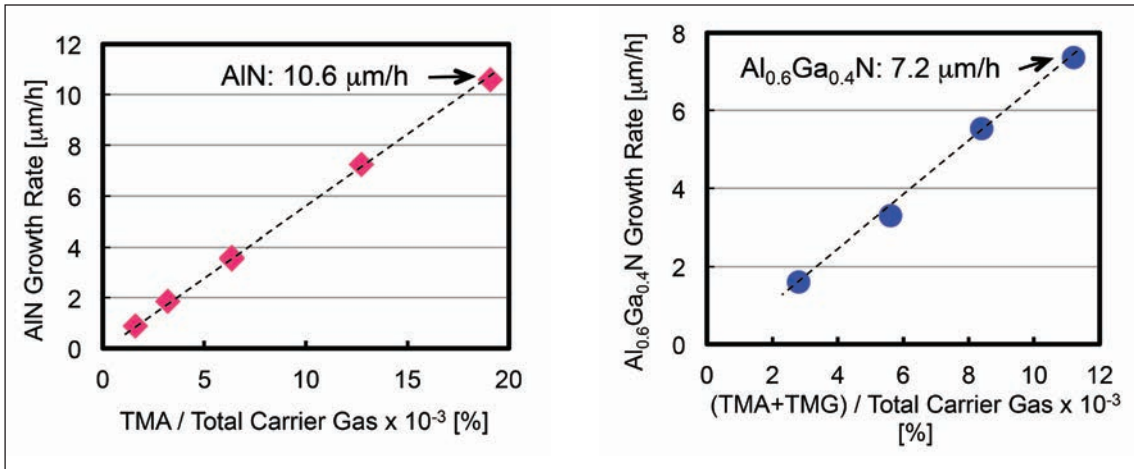 12
10
8
6
4
2
0
AlN Growth Rate [μm/h]
AlN: 10.6 μm/h
0 5 10 15 20
TMA / Total Carrier Gas x 10⁻³ [%]
8
6
4
2
0
Al₀.₆Ga₀.₄N Growth Rate [μm/h]
Al₀.₆Ga₀.₄N: 7.2 μm/h
0 2 4 6 8 10 12
(TMA+TMG) / Total Carrier Gas x 10⁻³
[%]